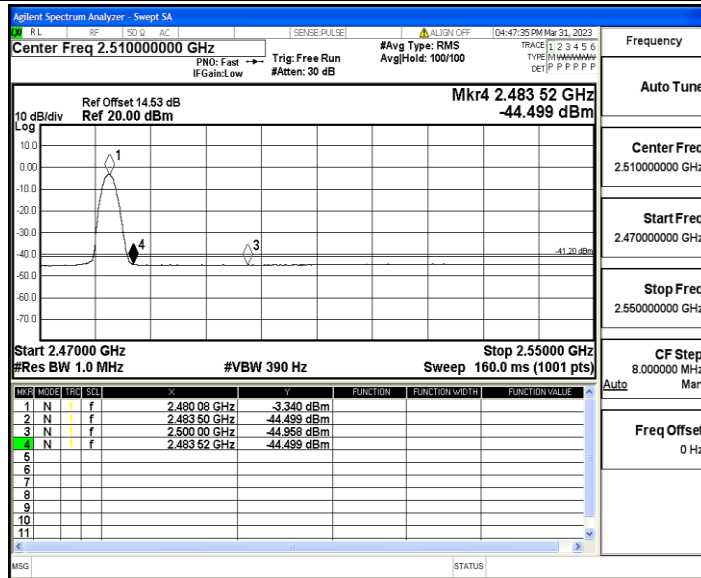 Agilent Spectrum Analyzer - Swept SA
RL RF 50 Ω AC SENSE:PULSE ALIGN OFF 04:47:35 PM Mar 31, 2023
Center Freq 2.510000000 GHz
PNO: Fast
IFGain:Low
Trig: Free Run
#Atten: 30 dB
#Avg Type: RMS
Avg|Hold: 100/100
TRACE 1 2 3 4 5 6
TYPE MWWWWW
DET P P P P P P
Ref Offset 14.53 dB
Ref 20.00 dBm
10 dB/div
Log
Mkr4 2.483 52 GHz
-44.499 dBm
10.0
0.00
-10.0
-20.0
-30.0
-40.0
-50.0
-60.0
-70.0
1
4
3
-41.20 dBm
Start 2.47000 GHz
Stop 2.55000 GHz
#Res BW 1.0 MHz
#VBW 390 Hz
Sweep 160.0 ms (1001 pts)
MKR MODE TRC SCL X Y FUNCTION FUNCTION WIDTH FUNCTION VALUE
1 N 1 f 2.480 08 GHz -3.340 dBm
2 N 1 f 2.483 50 GHz -44.499 dBm
3 N 1 f 2.500 00 GHz -44.958 dBm
4 N 1 f 2.483 52 GHz -44.499 dBm
5
6
7
8
9
10
11
MSG
STATUS
Frequency
Auto Tune
Center Freq
2.510000000 GHz
Start Freq
2.470000000 GHz
Stop Freq
2.550000000 GHz
CF Step
8.000000 MHz
Auto Man
Freq Offset
0 Hz